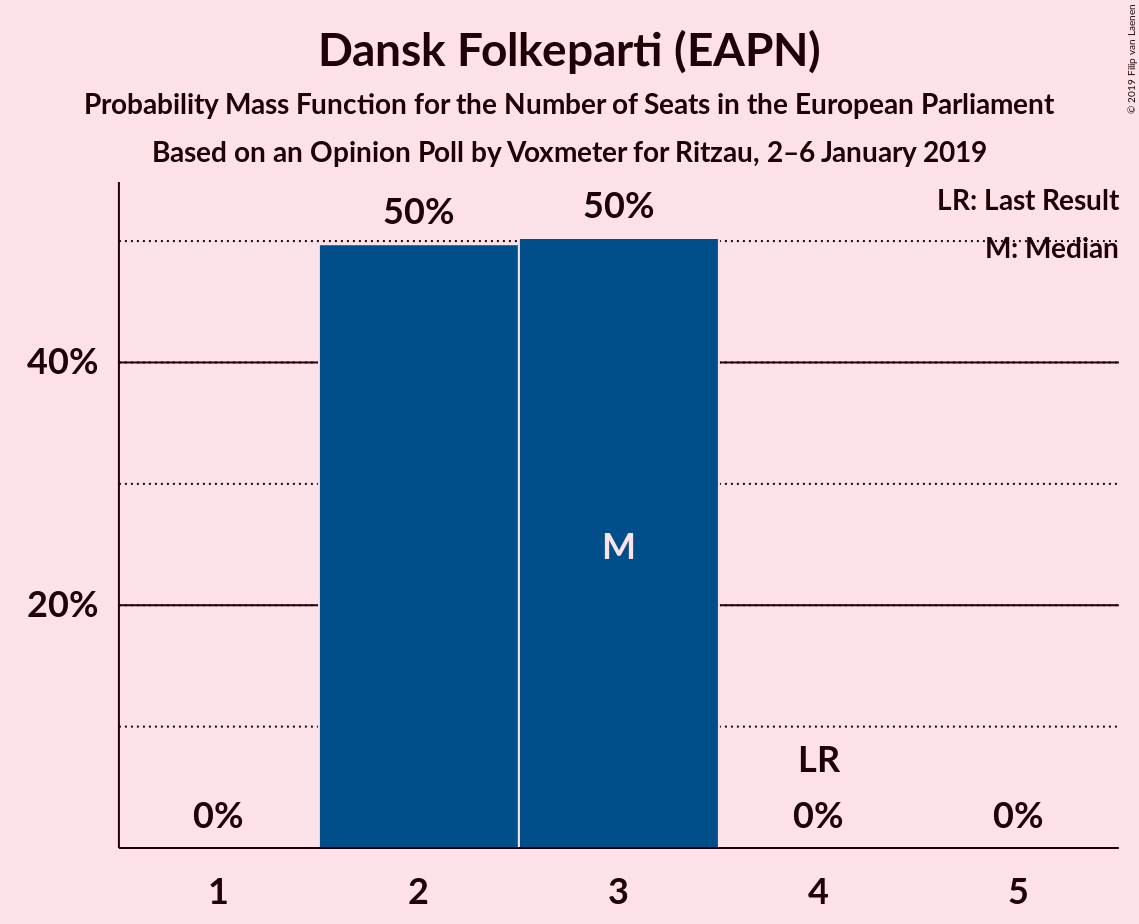 Dansk Folkeparti (EAPN)
Probability Mass Function for the Number of Seats in the European Parliament
Based on an Opinion Poll by Voxmeter for Ritzau, 2–6 January 2019
© 2019 Filip van Laenen
LR: Last Result
M: Median
50%
50%
40%
20%
M
LR
0%
0%
0%
1
2
3
4
5